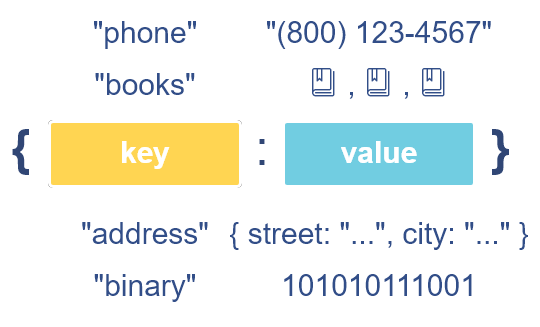 "phone" "(800) 123-4567"
"books" , ,
{ key : value }
"address" { street: "...", city: "..." }
"binary" 101010111001